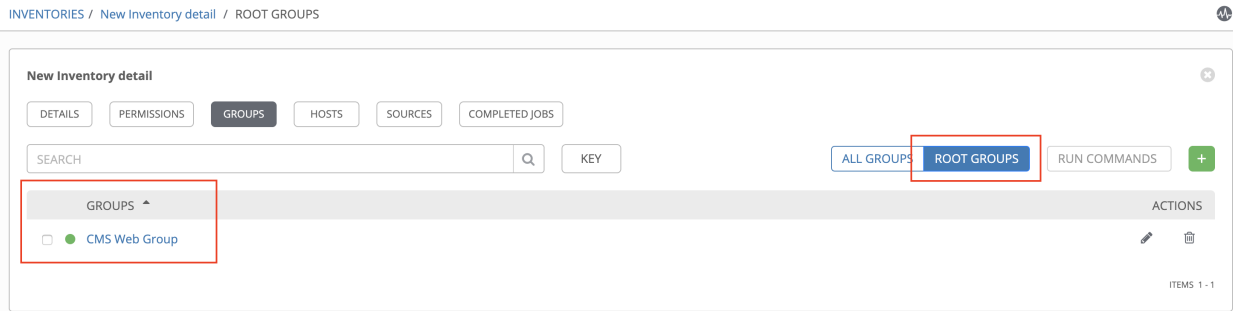 INVENTORIES / New Inventory detail / ROOT GROUPS
New Inventory detail
DETAILS PERMISSIONS GROUPS HOSTS SOURCES COMPLETED JOBS
SEARCH KEY ALL GROUPS ROOT GROUPS RUN COMMANDS +
GROUPS ACTIONS
CMS Web Group
ITEMS 1 - 1